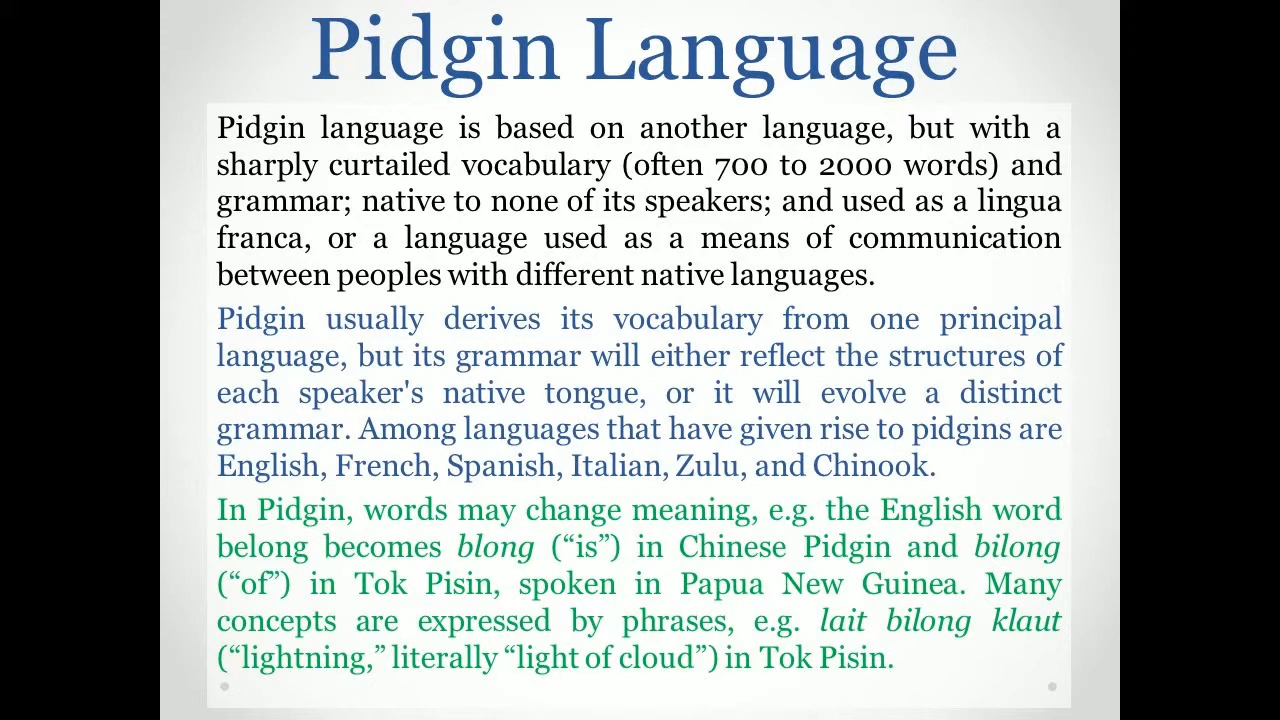 Pidgin Language
Pidgin language is based on another language, but with a
sharply curtailed vocabulary (often 700 to 2000 words) and
grammar; native to none of its speakers; and used as a lingua
franca, or a language used as a means of communication
between peoples with different native languages.
Pidgin usually derives its vocabulary from one principal
language, but its grammar will either reflect the structures of
each speaker's native tongue, or it will evolve a distinct
grammar. Among languages that have given rise to pidgins are
English, French, Spanish, Italian, Zulu, and Chinook.
In Pidgin, words may change meaning, e.g. the English word
belong becomes blong (“is”) in Chinese Pidgin and bilong
(“of”) in Tok Pisin, spoken in Papua New Guinea. Many
concepts are expressed by phrases, e.g. lait bilong klaut
(“lightning,” literally “light of cloud”) in Tok Pisin.